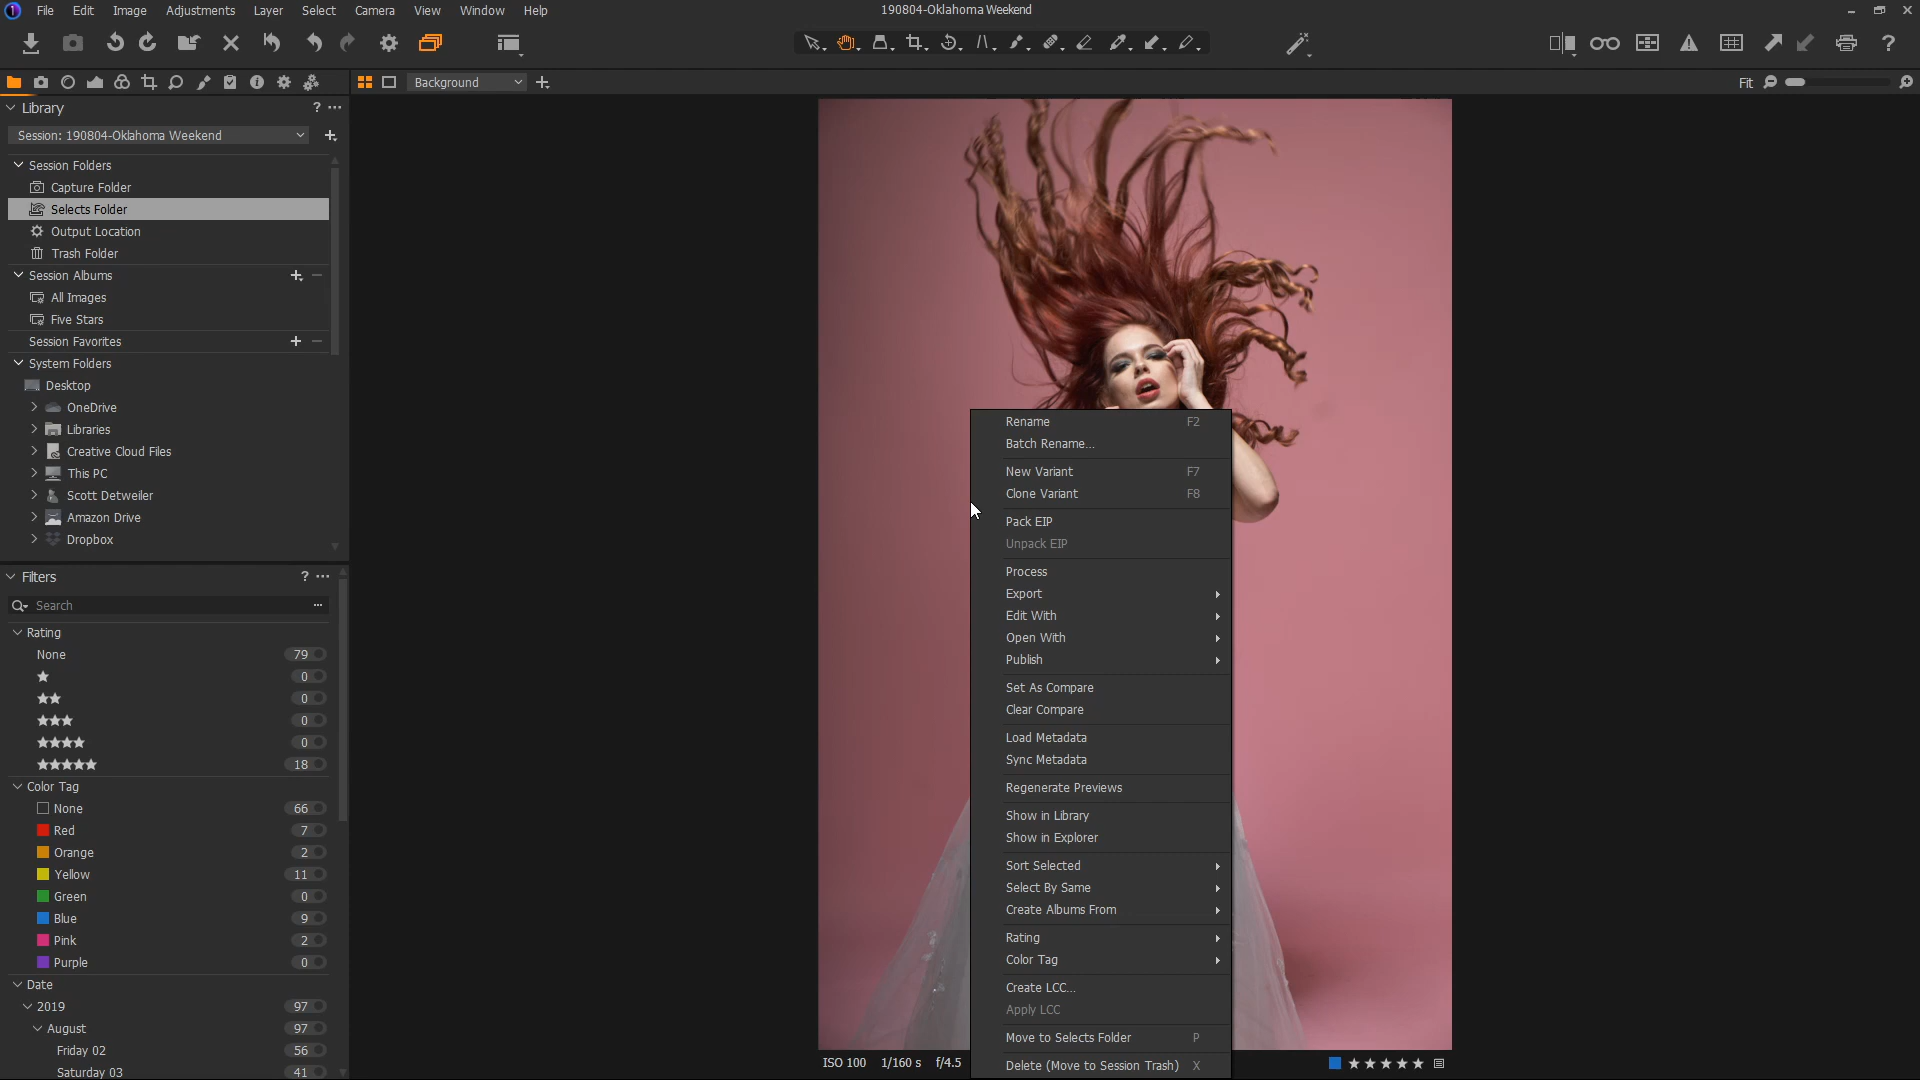 File Edit Image Adjustments Layer Select Camera View Window Help
190804-Oklahoma Weekend
Background
Fit
Library
? ...
Session: 190804-Oklahoma Weekend
Session Folders
Capture Folder
Selects Folder
Output Location
Trash Folder
Session Albums
All Images
Five Stars
Session Favorites
System Folders
Desktop
OneDrive
Libraries
Creative Cloud Files
This PC
Scott Detweiler
Amazon Drive
Dropbox
Filters
? ...
Search ...
Rating
None 79
★ 0
★★ 0
★★★ 0
★★★★ 0
★★★★★ 18
Color Tag
None 66
Red 7
Orange 2
Yellow 11
Green 0
Blue 9
Pink 2
Purple 0
Date
2019 97
August 97
Friday 02 56
Saturday 03 41
Rename F2
Batch Rename...
New Variant F7
Clone Variant F8
Pack EIP
Unpack EIP
Process
Export
Edit With
Open With
Publish
Set As Compare
Clear Compare
Load Metadata
Sync Metadata
Regenerate Previews
Show in Library
Show in Explorer
Sort Selected
Select By Same
Create Albums From
Rating
Color Tag
Create LCC...
Apply LCC
Move to Selects Folder P
Delete (Move to Session Trash) X
ISO 100 1/160 s f/4.5
★★★★★